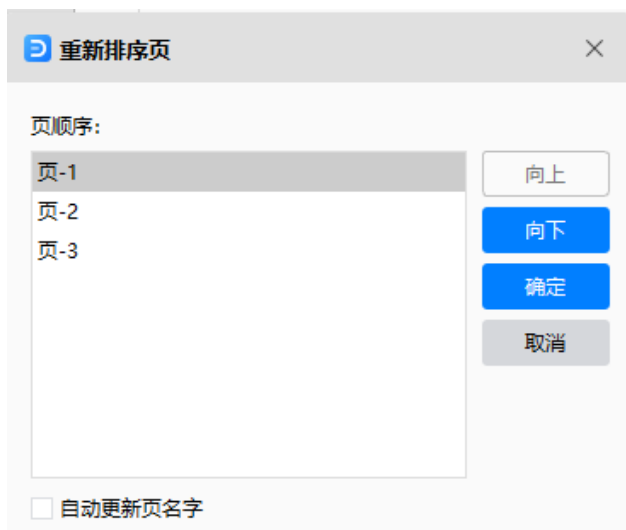 重新排序页
页顺序:
页-1
页-2
页-3
向上
向下
确定
取消
自动更新页名字